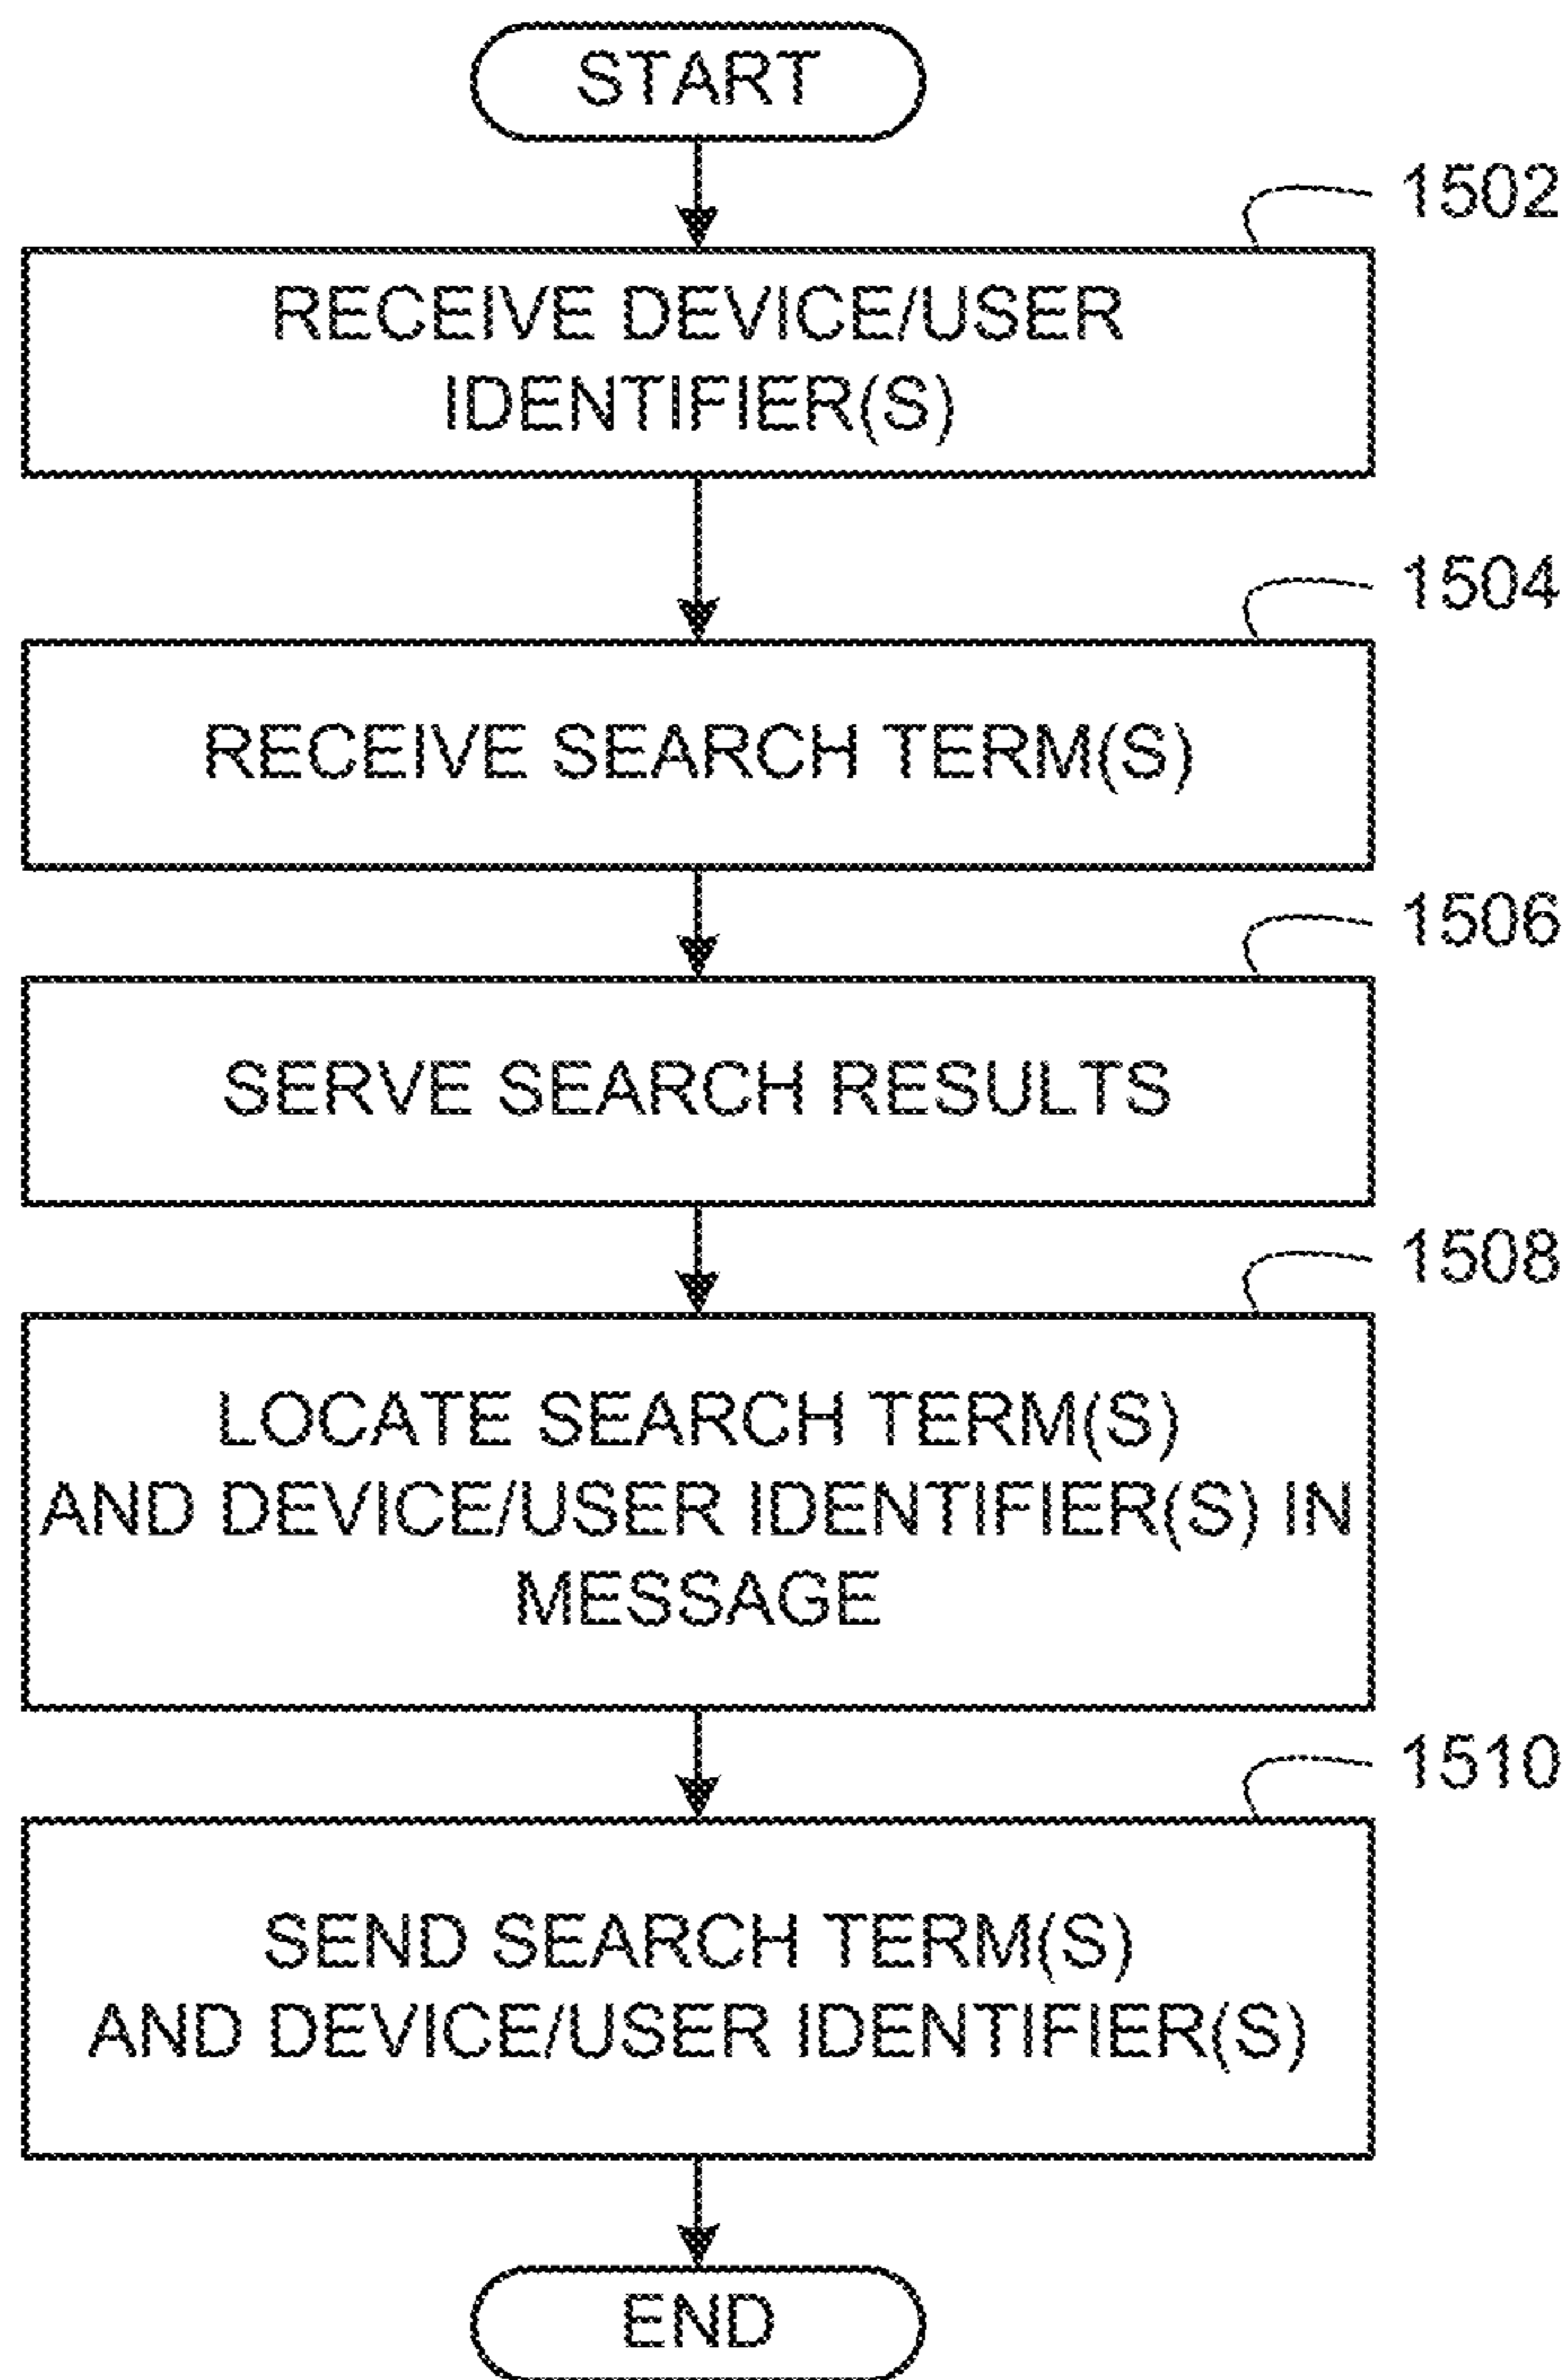 START
1502
RECEIVE DEVICE/USER
IDENTIFIER(S)
1504
RECEIVE SEARCH TERM(S)
1506
SERVE SEARCH RESULTS
1508
LOCATE SEARCH TERM(S)
AND DEVICE/USER IDENTIFIER(S) IN
MESSAGE
1510
SEND SEARCH TERM(S)
AND DEVICE/USER IDENTIFIER(S)
END